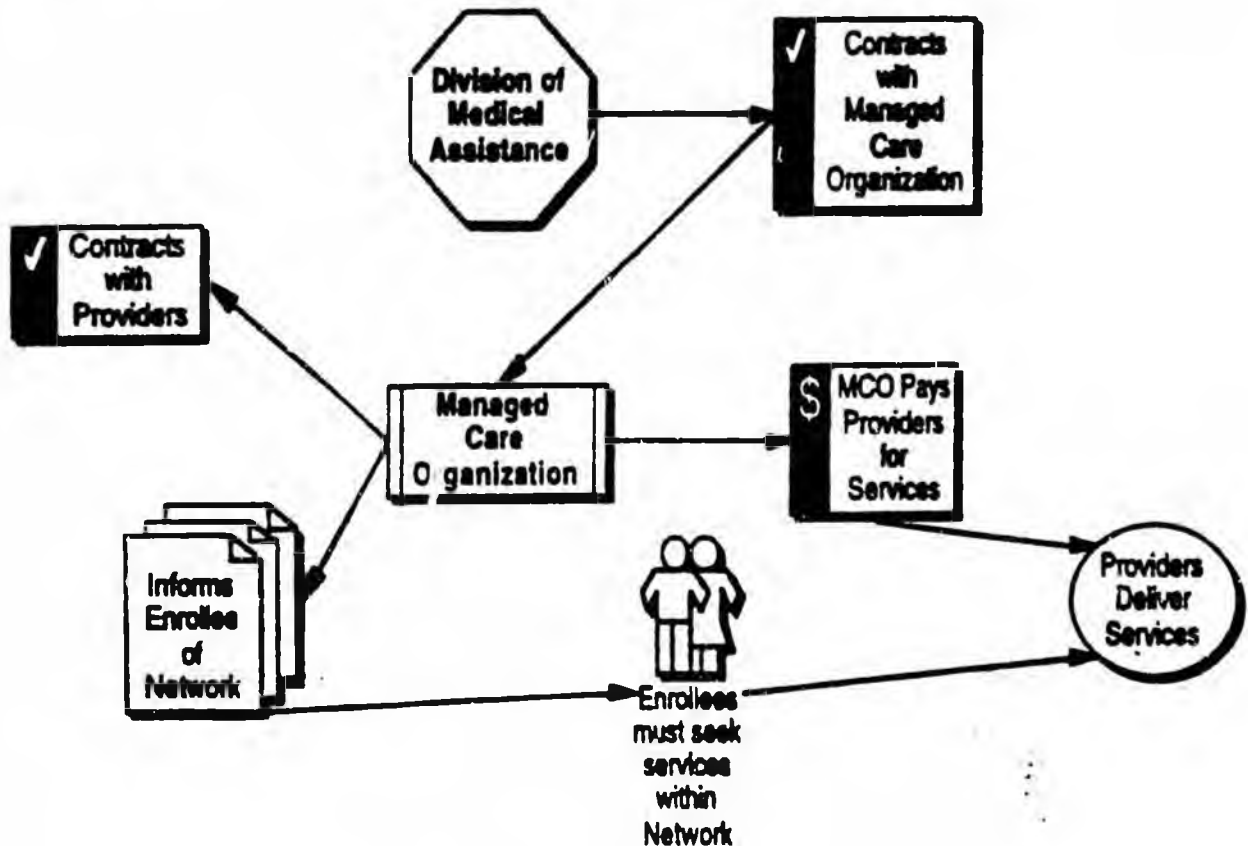 Division of
Medical
Assistance
✓
Contracts
with
Managed
Care
Organization
✓
Contracts
with
Providers
Managed
Care
O ganization
$
MCO Pays
Providers
for
Services
Informs
Enrollee
of
Network
Providers
Deliver
Services
Enrollees
must seek
services
within
Network